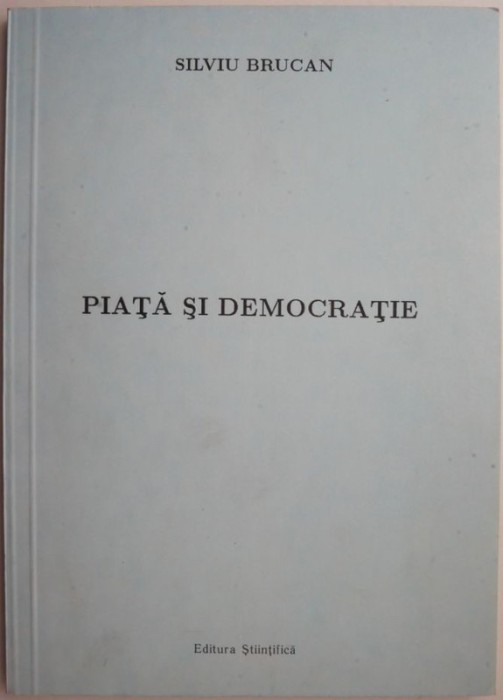 SILVIU BRUCAN
PIAŢĂ ŞI DEMOCRAŢIE
Editura Ştiinţifică